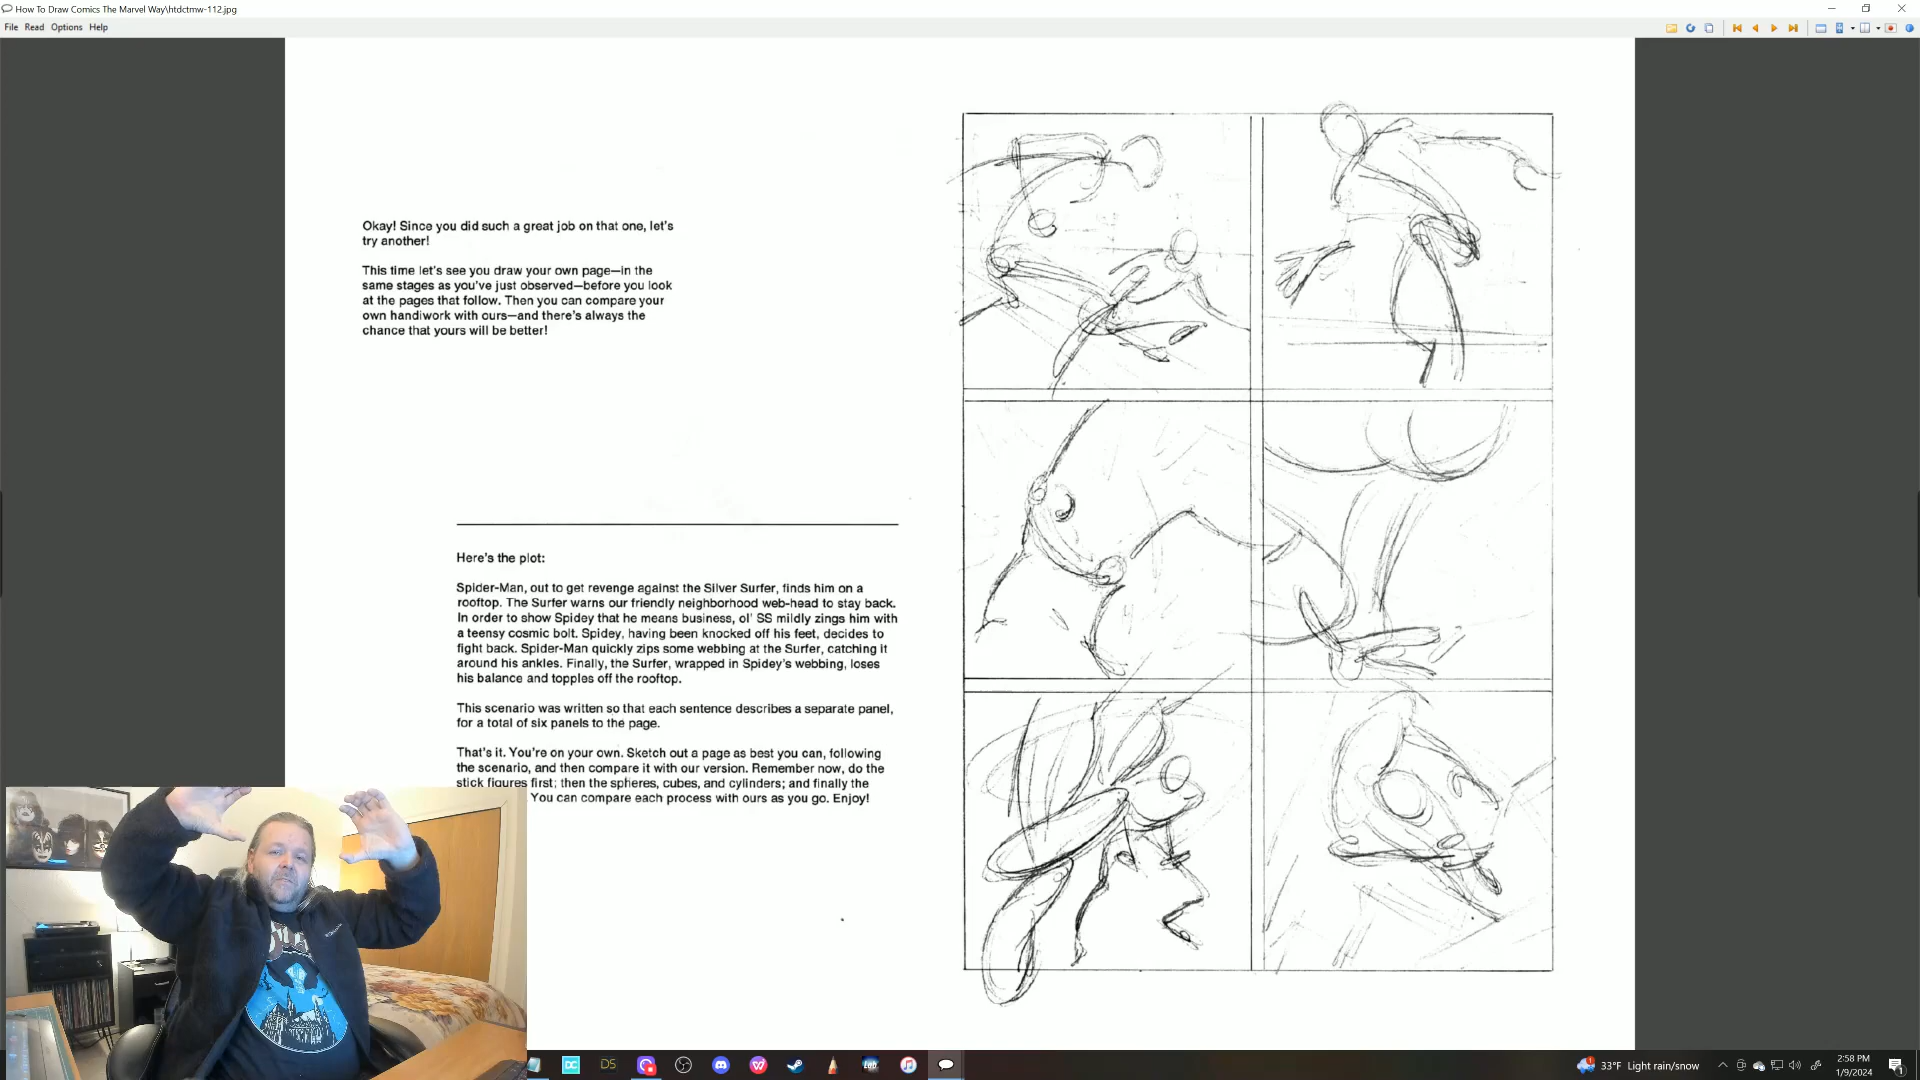 How To Draw Comics The Marvel Way\htdctmw-112.jpg
File Read Options Help
Okay! Since you did such a great job on that one, let's
try another!
This time let's see you draw your own page—in the
same stages as you've just observed—before you look
at the pages that follow. Then you can compare your
own handiwork with ours—and there's always the
chance that yours will be better!
Here's the plot:
Spider-Man, out to get revenge against the Silver Surfer, finds him on a
rooftop. The Surfer warns our friendly neighborhood web-head to stay back.
In order to show Spidey that he means business, ol' SS mildly zings him with
a teensy cosmic bolt. Spidey, having been knocked off his feet, decides to
fight back. Spider-Man quickly zips some webbing at the Surfer, catching it
around his ankles. Finally, the Surfer, wrapped in Spidey's webbing, loses
his balance and topples off the rooftop.
This scenario was written so that each sentence describes a separate panel,
for a total of six panels to the page.
That's it. You're on your own. Sketch out a page as best you can, following
the scenario, and then compare it with our version. Remember now, do the
stick figures first; then the spheres, cubes, and cylinders; and finally the
You can compare each process with ours as you go. Enjoy!
DC
DS
Lab
33°F Light rain/snow
2:58 PM
1/9/2024
1